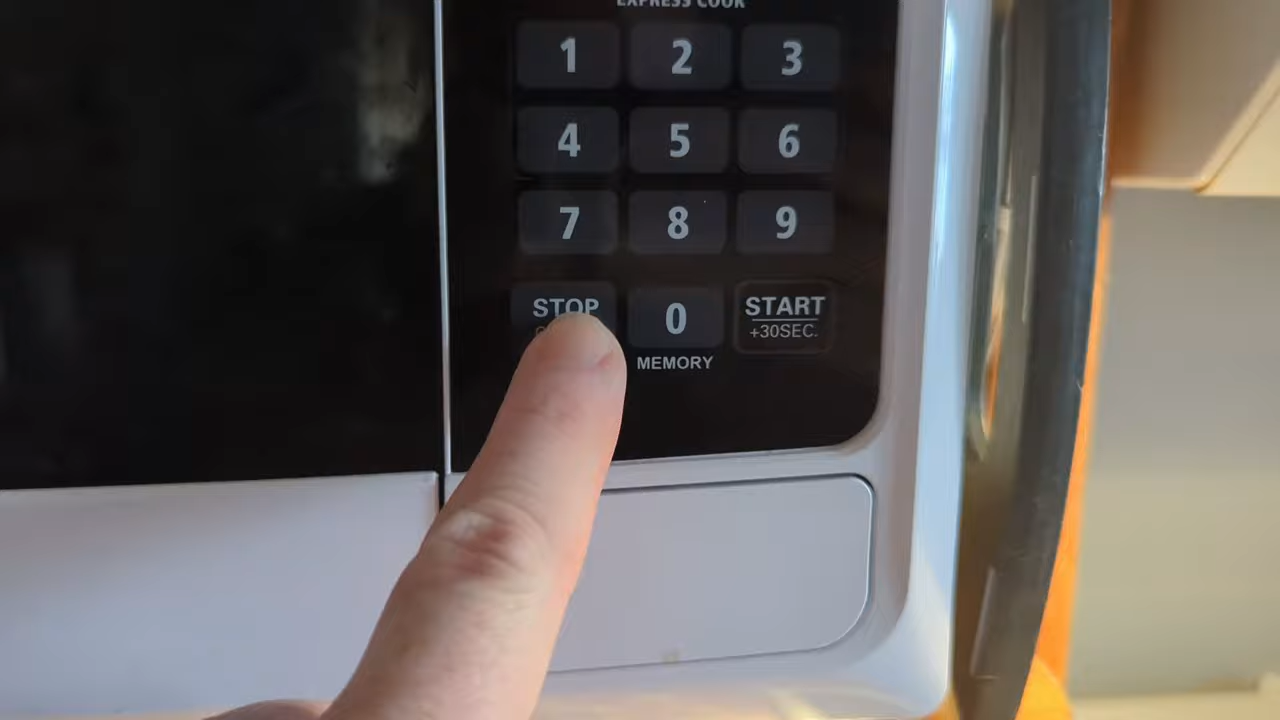 EXPRESS COOK
1 2 3
4 5 6
7 8 9
STOP 0 START
+30SEC.
MEMORY